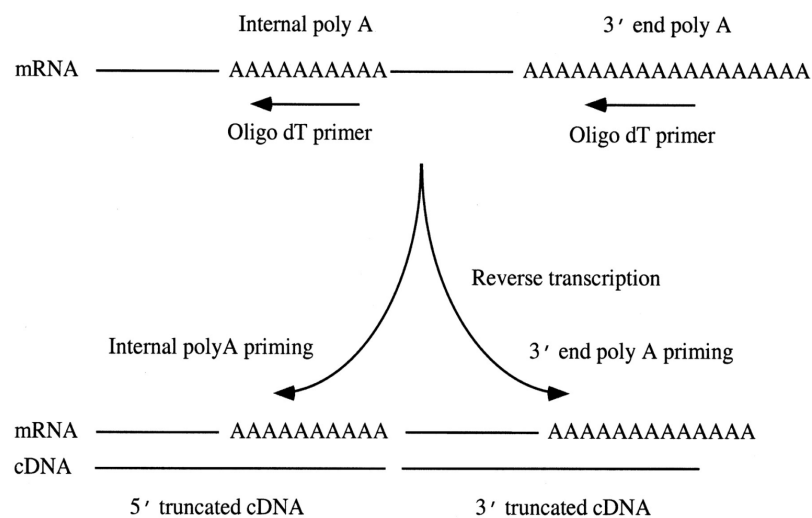 Internal poly A 3′ end poly A
mRNA AAAAAAAAAA AAAAAAAAAAAAAAAAAA
Oligo dT primer Oligo dT primer
Reverse transcription
Internal polyA priming 3′ end poly A priming
mRNA AAAAAAAAAA AAAAAAAAAAAAA
cDNA
5′ truncated cDNA 3′ truncated cDNA